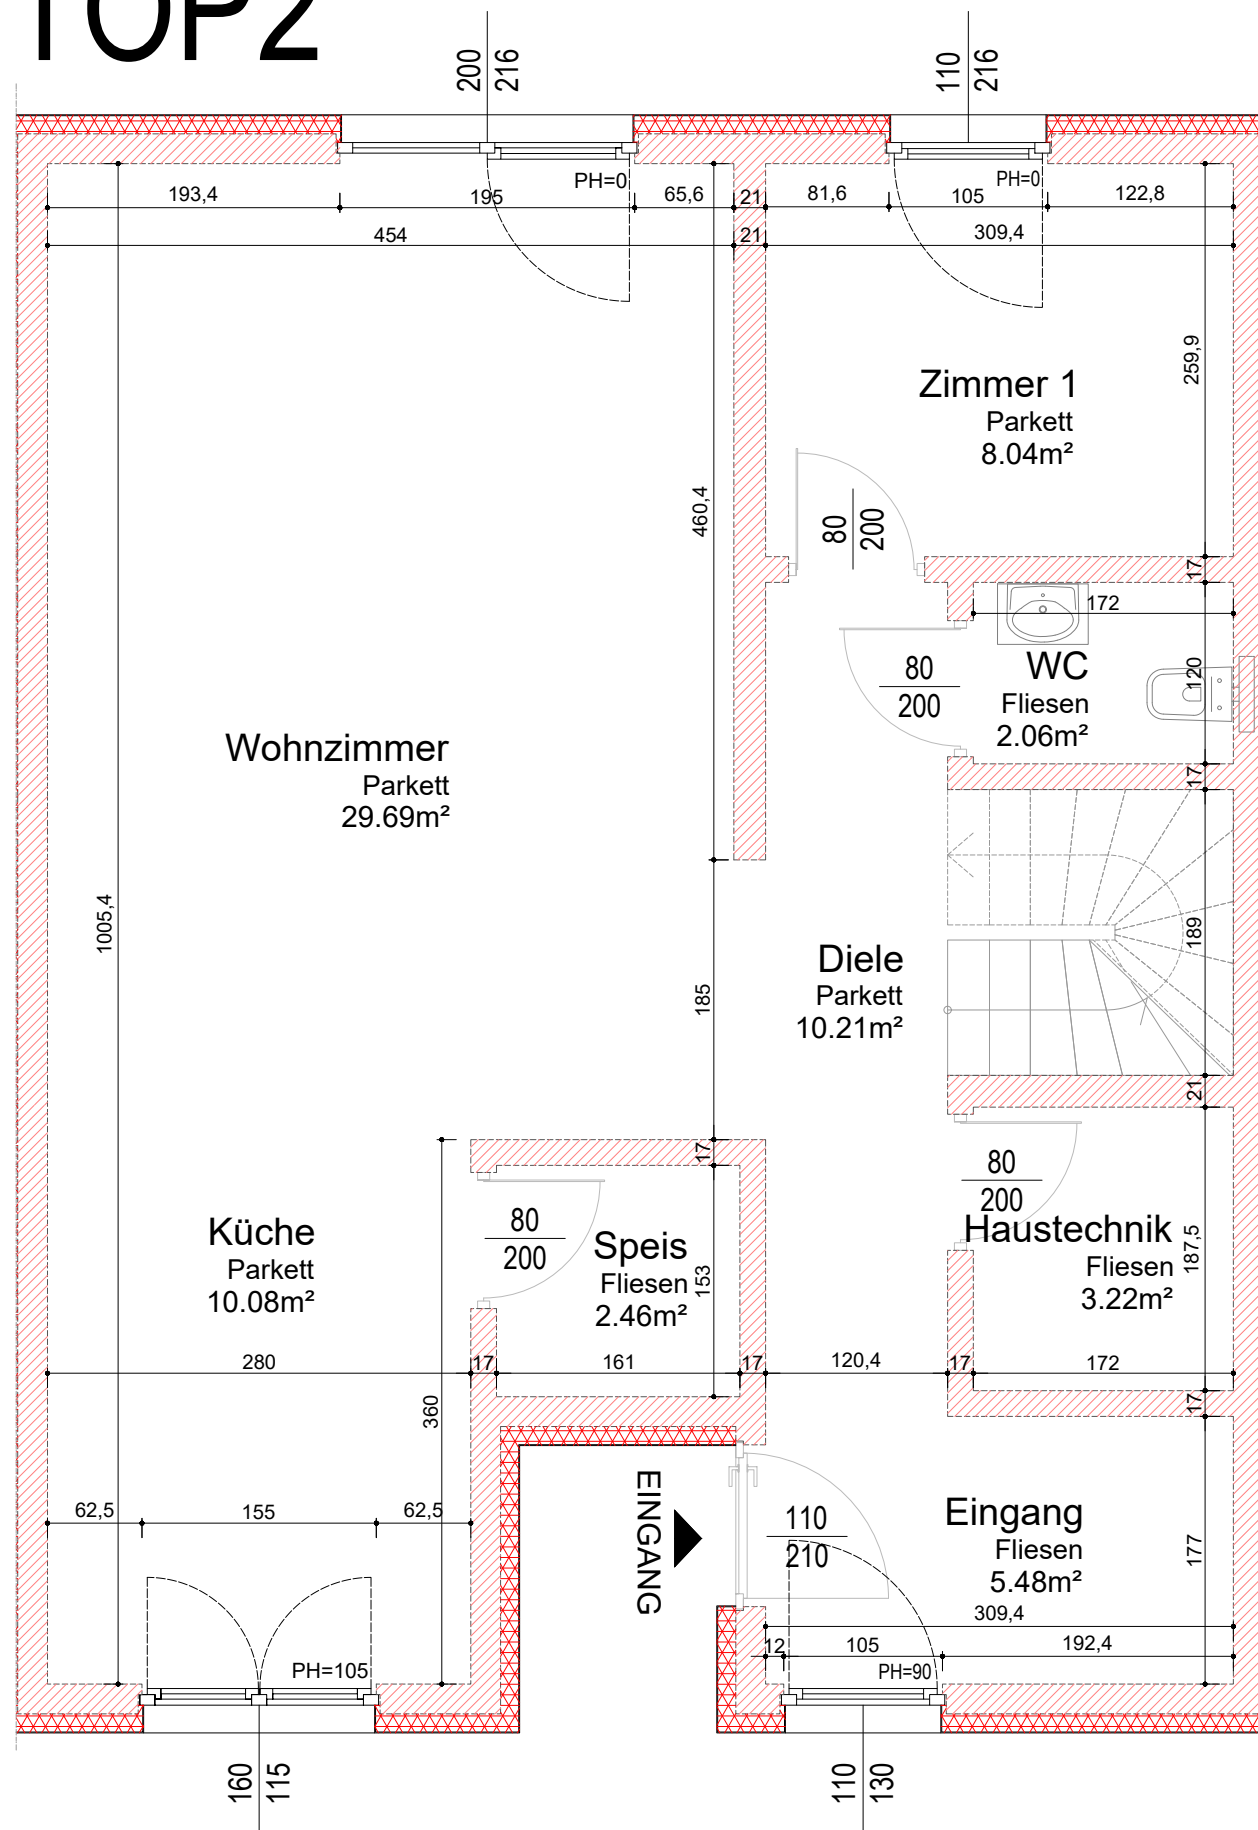 TOP2
200
216
110
216
PH=0
PH=0
193,4
195
65,6
21
81,6
105
122,8
454
21
309,4
259,9
Zimmer 1
Parkett
8.04m²
460,4
80
200
17
172
WC
Fliesen
2.06m²
120
80
200
17
Wohnzimmer
Parkett
29.69m²
1005,4
189
Diele
Parkett
10.21m²
185
21
17
80
200
Haustechnik
Fliesen
3.22m²
187,5
80
200
Speis
Fliesen
2.46m²
153
Küche
Parkett
10.08m²
280
17
161
17
120,4
17
172
360
17
62,5
155
62,5
EINGANG
110
210
Eingang
Fliesen
5.48m²
177
309,4
12
105
192,4
PH=105
PH=90
160
115
110
130